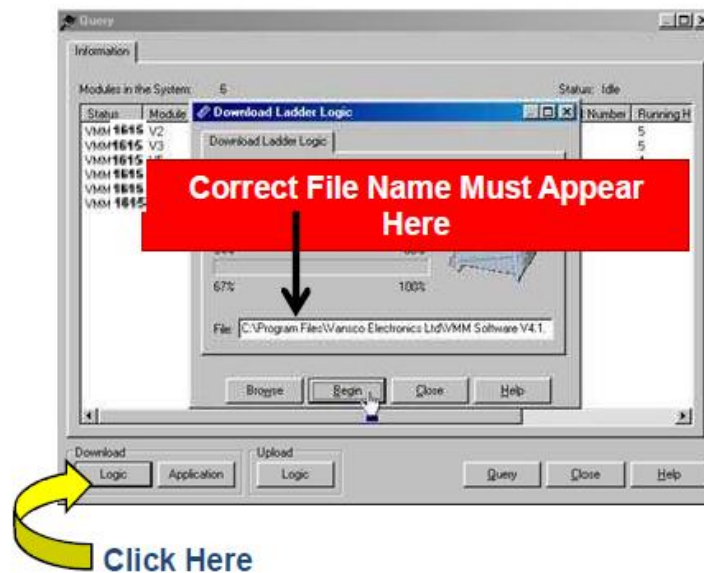 Query
Information
Modules in the System: 6 Status: Idle
Status Module Download Ladder Logic Number Running H
VMM 1615 V2 Download Ladder Logic 5
VMM 1615 V3 5
VMM 1615
VMM 1615
VMM 1615
VMM 1615
Correct File Name Must Appear
Here
67% 100%
File: C:\Program Files\Vansco Electronics Ltd\VMM Software V4.1.
Browse Begin Close Help
Download Upload
Logic Application Logic Query Close Help
Click Here